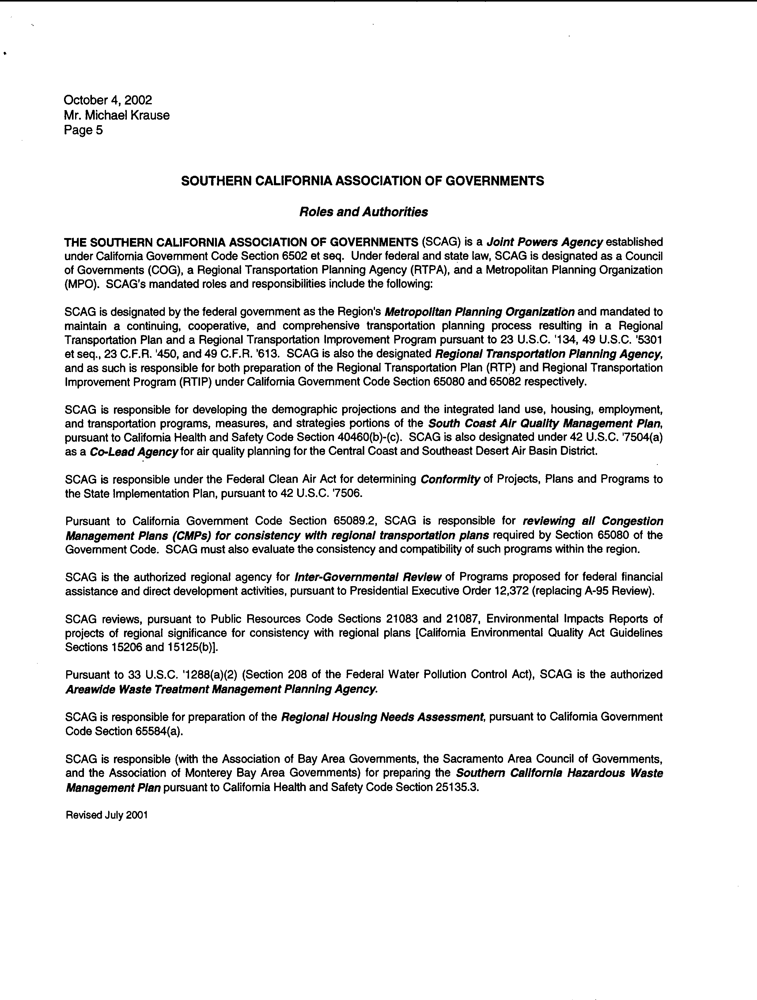 October 4, 2002
Mr. Michael Krause
Page 5
SOUTHERN CALIFORNIA ASSOCIATION OF GOVERNMENTS
Roles and Authorities
THE SOUTHERN CALIFORNIA ASSOCIATION OF GOVERNMENTS (SCAG) is a Joint Powers Agency established
under California Government Code Section 6502 et seq. Under federal and state law, SCAG is designated as a Council
of Governments (COG), a Regional Transportation Planning Agency (RTPA), and a Metropolitan Planning Organization
(MPO). SCAG's mandated roles and responsibilities include the following:
SCAG is designated by the federal government as the Region's Metropolitan Planning Organization and mandated to
maintain a continuing, cooperative, and comprehensive transportation planning process resulting in a Regional
Transportation Plan and a Regional Transportation Improvement Program pursuant to 23 U.S.C. '134, 49 U.S.C. '5301
et seq., 23 C.F.R. '450, and 49 C.F.R. '613. SCAG is also the designated Regional Transportation Planning Agency,
and as such is responsible for both preparation of the Regional Transportation Plan (RTP) and Regional Transportation
Improvement Program (RTIP) under California Government Code Section 65080 and 65082 respectively.
SCAG is responsible for developing the demographic projections and the integrated land use, housing, employment,
and transportation programs, measures, and strategies portions of the South Coast Air Quality Management Plan,
pursuant to California Health and Safety Code Section 40460(b)-(c). SCAG is also designated under 42 U.S.C. '7504(a)
as a Co-Lead Agency for air quality planning for the Central Coast and Southeast Desert Air Basin District.
SCAG is responsible under the Federal Clean Air Act for determining Conformity of Projects, Plans and Programs to
the State Implementation Plan, pursuant to 42 U.S.C. '7506.
Pursuant to California Government Code Section 65089.2, SCAG is responsible for reviewing all Congestion
Management Plans (CMPs) for consistency with regional transportation plans required by Section 65080 of the
Government Code. SCAG must also evaluate the consistency and compatibility of such programs within the region.
SCAG is the authorized regional agency for Inter-Governmental Review of Programs proposed for federal financial
assistance and direct development activities, pursuant to Presidential Executive Order 12,372 (replacing A-95 Review).
SCAG reviews, pursuant to Public Resources Code Sections 21083 and 21087, Environmental Impacts Reports of
projects of regional significance for consistency with regional plans [California Environmental Quality Act Guidelines
Sections 15206 and 15125(b)].
Pursuant to 33 U.S.C. '1288(a)(2) (Section 208 of the Federal Water Pollution Control Act), SCAG is the authorized
Areawide Waste Treatment Management Planning Agency.
SCAG is responsible for preparation of the Regional Housing Needs Assessment, pursuant to California Government
Code Section 65584(a).
SCAG is responsible (with the Association of Bay Area Governments, the Sacramento Area Council of Governments,
and the Association of Monterey Bay Area Governments) for preparing the Southern California Hazardous Waste
Management Plan pursuant to California Health and Safety Code Section 25135.3.
Revised July 2001